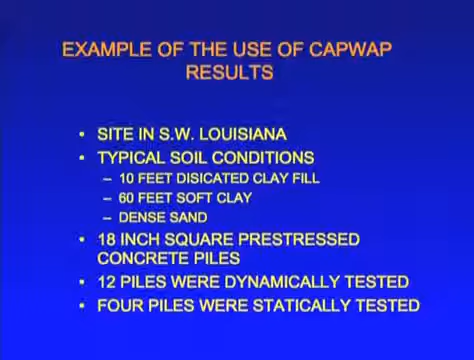 EXAMPLE OF THE USE OF CAPWAP
RESULTS
• SITE IN S.W. LOUISIANA
• TYPICAL SOIL CONDITIONS
– 10 FEET DISICATED CLAY FILL
– 60 FEET SOFT CLAY
– DENSE SAND
• 18 INCH SQUARE PRESTRESSED
CONCRETE PILES
• 12 PILES WERE DYNAMICALLY TESTED
• FOUR PILES WERE STATICALLY TESTED